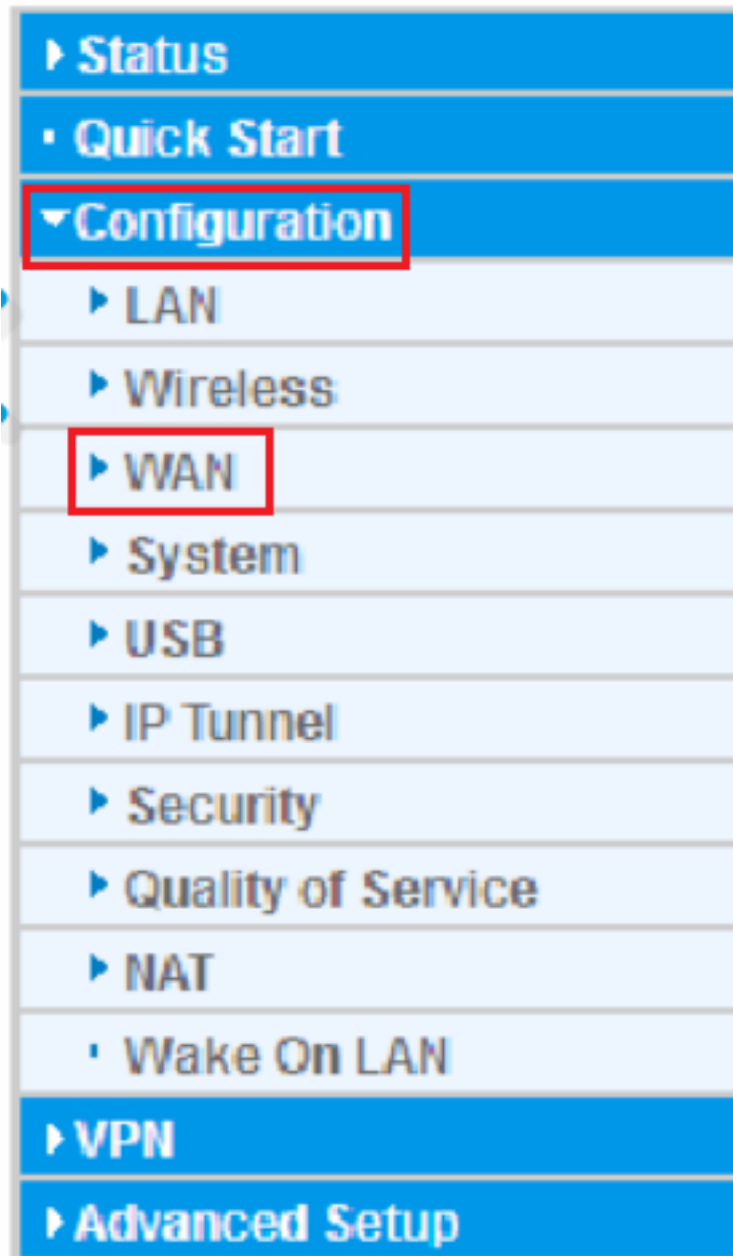 Status
Quick Start
Configuration
LAN
Wireless
WAN
System
USB
IP Tunnel
Security
Quality of Service
NAT
Wake On LAN
VPN
Advanced Setup